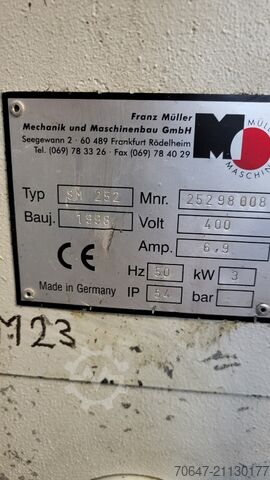 Franz Müller
Mechanik und Maschinenbau GmbH
Seegewann 2 · 60 489 Frankfurt Rödelheim
Tel. (069) 78 33 26 · Fax (069) 78 40 29
MÜLL
MASCHIN
Typ SM 252 Mnr. 25298008
Bauj. 1998 Volt 400
Amp. 6,9
CE Hz 50 kW 3
Made in Germany IP 54 bar
M23
70647-21130177